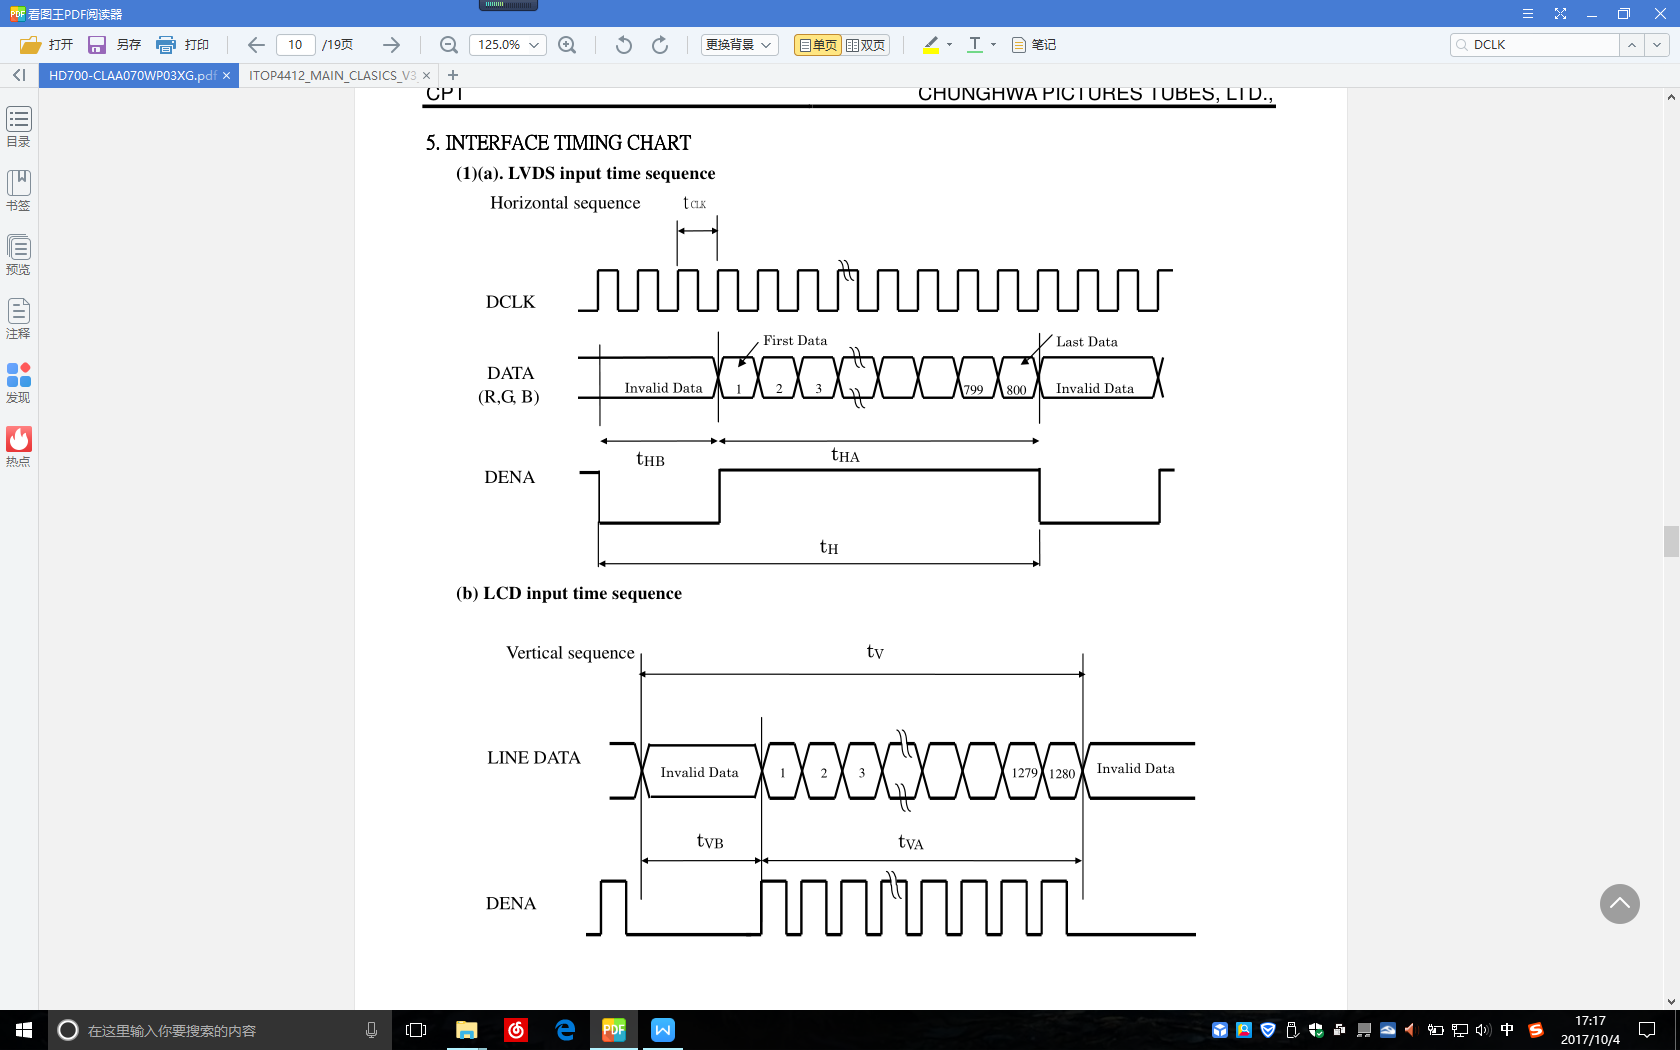 看图王PDF阅读器
打开 另存 打印 10 /19页 125.0% 更换背景 单页 双页 笔记 DCLK
HD700-CLAA070WP03XG.pdf ITOP4412_MAIN_CLASICS_V3
目录
书签
预览
注释
发现
热点
CPT CHUNGHWA PICTURES TUBES, LTD.,
5. INTERFACE TIMING CHART
(1)(a). LVDS input time sequence
Horizontal sequence tCLK
DCLK
First Data Last Data
DATA
(R,G, B)
Invalid Data 1 2 3 799 800 Invalid Data
tHB tHA
DENA
tH
(b) LCD input time sequence
Vertical sequence tV
LINE DATA
Invalid Data 1 2 3 1279 1280 Invalid Data
tVB tVA
DENA
在这里输入你要搜索的内容
PDF
中
17:17
2017/10/4